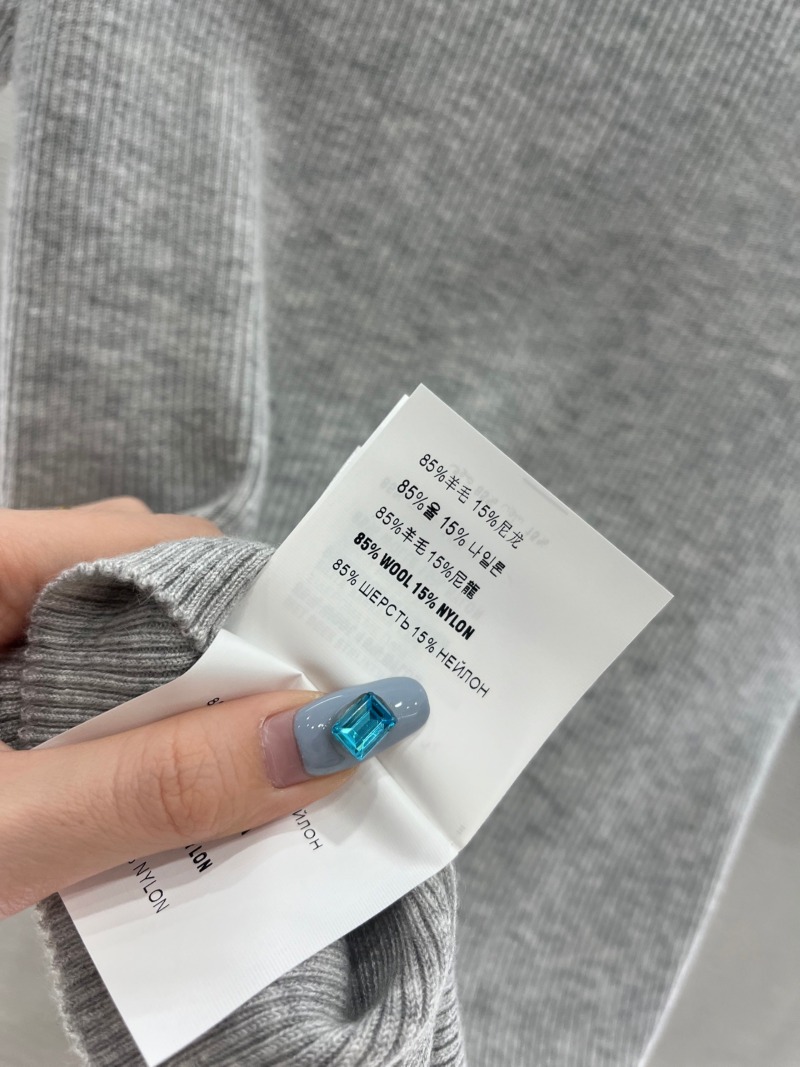 85%羊毛 15%尼龙
85%울 15% 나일론
85%羊毛 15%尼龍
85% WOOL 15% NYLON
85% ШЕРСТЬ 15% НЕЙЛОН
NYLON